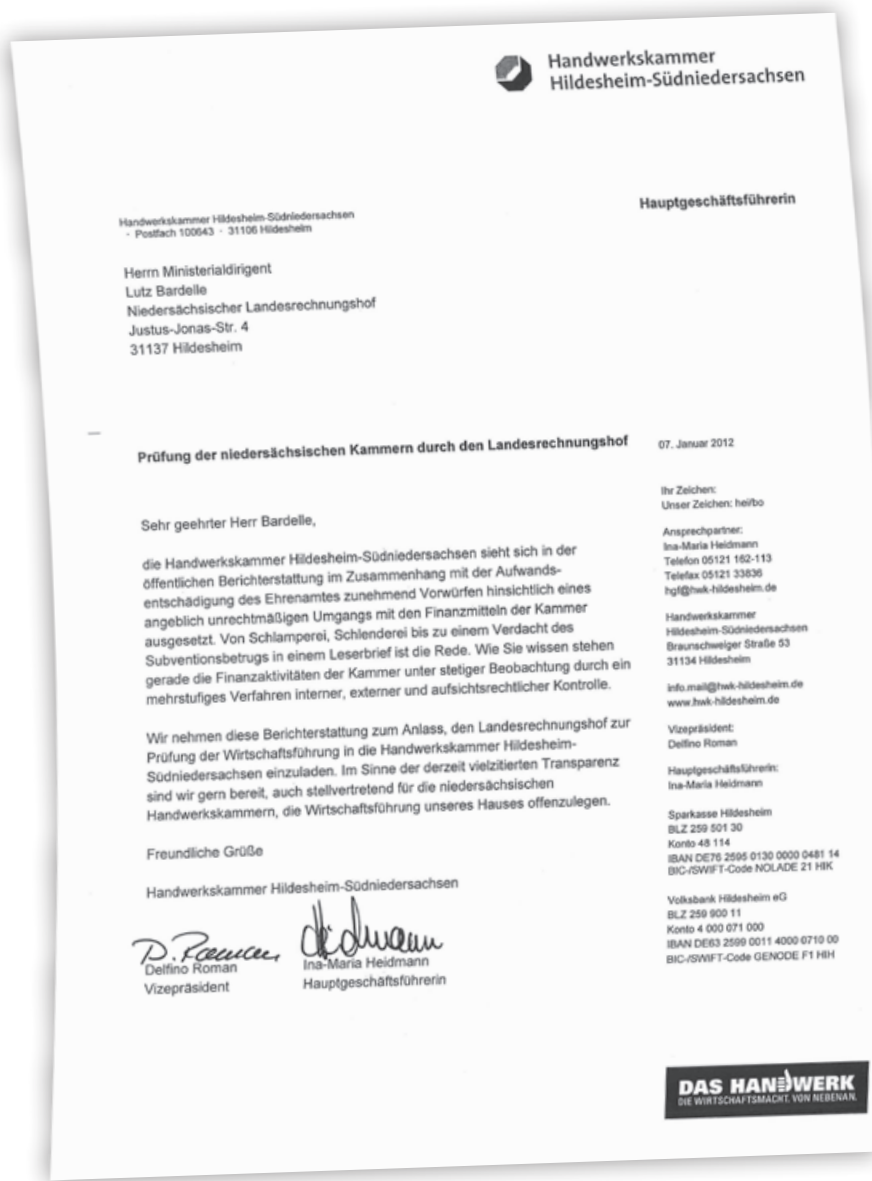 Handwerkskammer
Hildesheim-Südniedersachsen
Hauptgeschäftsführerin
Handwerkskammer Hildesheim-Südniedersachsen
· Postfach 100643 · 31106 Hildesheim
Herrn Ministerialdirigent
Lutz Bardelle
Niedersächsischer Landesrechnungshof
Justus-Jonas-Str. 4
31137 Hildesheim
Prüfung der niedersächsischen Kammern durch den Landesrechnungshof
07. Januar 2012
Sehr geehrter Herr Bardelle,
die Handwerkskammer Hildesheim-Südniedersachsen sieht sich in der
öffentlichen Berichterstattung im Zusammenhang mit der Aufwands-
entschädigung des Ehrenamtes zunehmend Vorwürfen hinsichtlich eines
angeblich unrechtmäßigen Umgangs mit den Finanzmitteln der Kammer
ausgesetzt. Von Schlamperei, Schlenderei bis zu einem Verdacht des
Subventionsbetrugs in einem Leserbrief ist die Rede. Wie Sie wissen stehen
gerade die Finanzaktivitäten der Kammer unter stetiger Beobachtung durch ein
mehrstufiges Verfahren interner, externer und aufsichtsrechtlicher Kontrolle.
Wir nehmen diese Berichterstattung zum Anlass, den Landesrechnungshof zur
Prüfung der Wirtschaftsführung in die Handwerkskammer Hildesheim-
Südniedersachsen einzuladen. Im Sinne der derzeit vielzitierten Transparenz
sind wir gern bereit, auch stellvertretend für die niedersächsischen
Handwerkskammern, die Wirtschaftsführung unseres Hauses offenzulegen.
Freundliche Grüße
Handwerkskammer Hildesheim-Südniedersachsen
D. Roman Heidmann
Delfino Roman Ina-Maria Heidmann
Vizepräsident Hauptgeschäftsführerin
Ihr Zeichen:
Unser Zeichen: hei/bo
Ansprechpartner:
Ina-Maria Heidmann
Telefon 05121 162-113
Telefax 05121 33836
hgf@hwk-hildesheim.de
Handwerkskammer
Hildesheim-Südniedersachsen
Braunschweiger Straße 53
31134 Hildesheim
info.mail@hwk-hildesheim.de
www.hwk-hildesheim.de
Vizepräsident:
Delfino Roman
Hauptgeschäftsführerin:
Ina-Maria Heidmann
Sparkasse Hildesheim
BLZ 259 501 30
Konto 48 114
IBAN DE76 2595 0130 0000 0481 14
BIC-/SWIFT-Code NOLADE 21 HIK
Volksbank Hildesheim eG
BLZ 259 900 11
Konto 4 000 071 000
IBAN DE63 2599 0011 4000 0710 00
BIC-/SWIFT-Code GENODE F1 HIH
DAS HANDWERK
DIE WIRTSCHAFTSMACHT. VON NEBENAN.